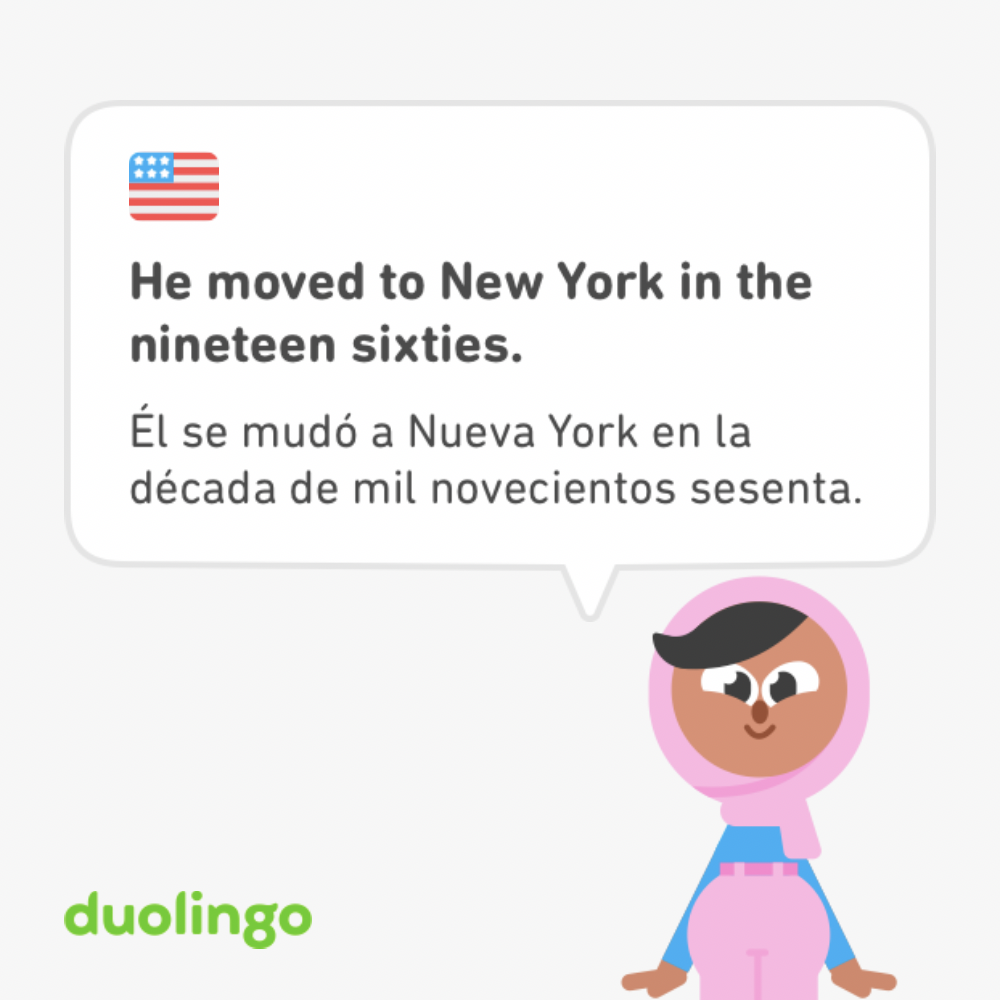 He moved to New York in the
nineteen sixties.
Él se mudó a Nueva York en la
década de mil novecientos sesenta.
duolingo